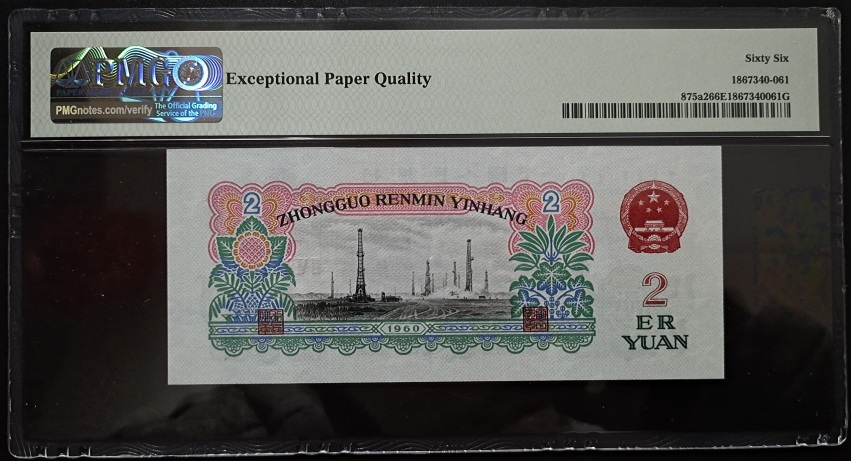 PMG
Exceptional Paper Quality
PMGnotes.com/verify
The Official Grading
Service of the PNG
Sixty Six
1867340-061
875a266E1867340061G
2
ZHONGGUO RENMIN YINHANG
2
1960
2
ER
YUAN